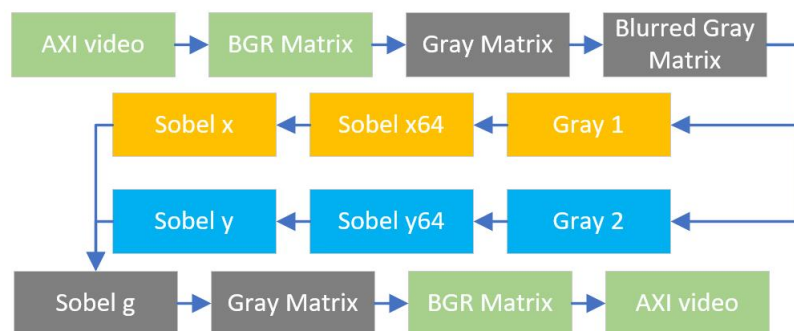 AXI video
BGR Matrix
Gray Matrix
Blurred Gray
Matrix
Sobel x
Sobel x64
Gray 1
Sobel y
Sobel y64
Gray 2
Sobel g
Gray Matrix
BGR Matrix
AXI video